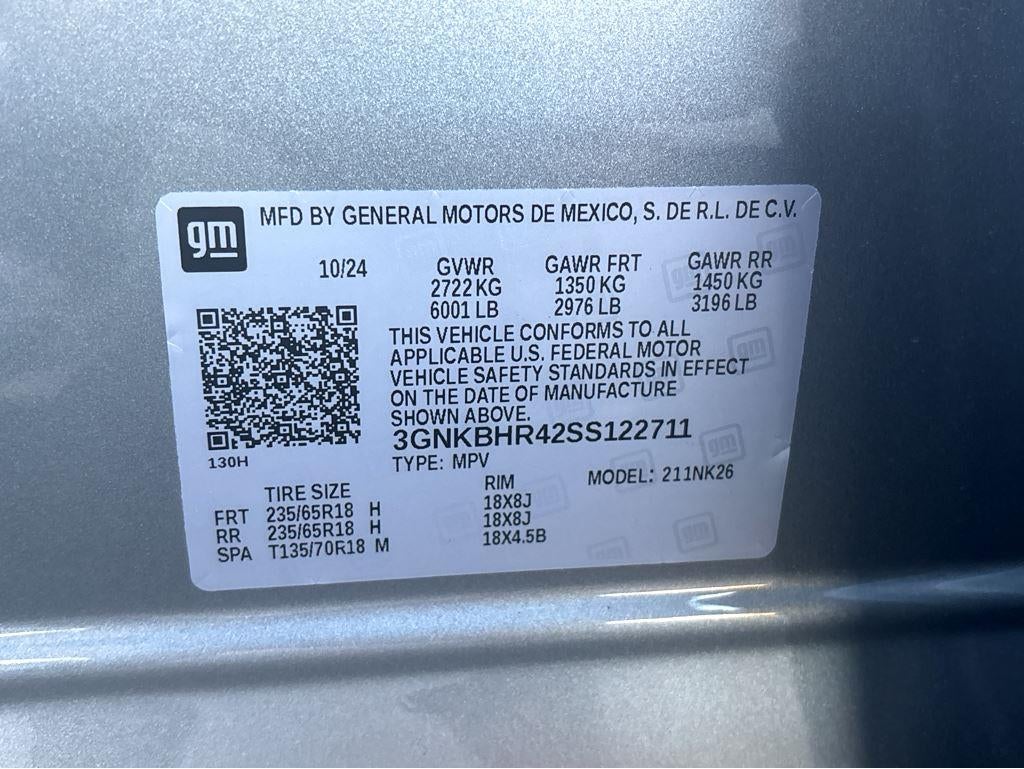 gm
MFD BY GENERAL MOTORS DE MEXICO, S. DE R.L. DE C.V.
10/24 GVWR GAWR FRT GAWR RR
2722 KG 1350 KG 1450 KG
6001 LB 2976 LB 3196 LB
THIS VEHICLE CONFORMS TO ALL
APPLICABLE U.S. FEDERAL MOTOR
VEHICLE SAFETY STANDARDS IN EFFECT
ON THE DATE OF MANUFACTURE
SHOWN ABOVE.
3GNKBHR42SS122711
130H
TYPE: MPV MODEL: 211NK26
TIRE SIZE RIM
FRT 235/65R18 H 18X8J
RR 235/65R18 H 18X8J
SPA T135/70R18 M 18X4.5B